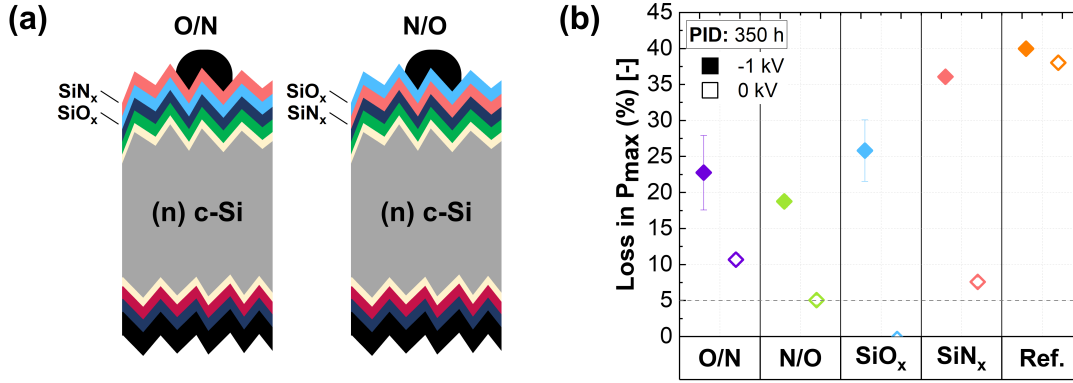 (a)
O/N
N/O
SiNₓ
SiOₓ
SiOₓ
SiNₓ
(n) c-Si
(n) c-Si
(b)
Loss in Pmax (%) [-]
45
40
35
30
25
20
15
10
5
0
PID: 350 h
-1 kV
0 kV
O/N
N/O
SiOₓ
SiNₓ
Ref.